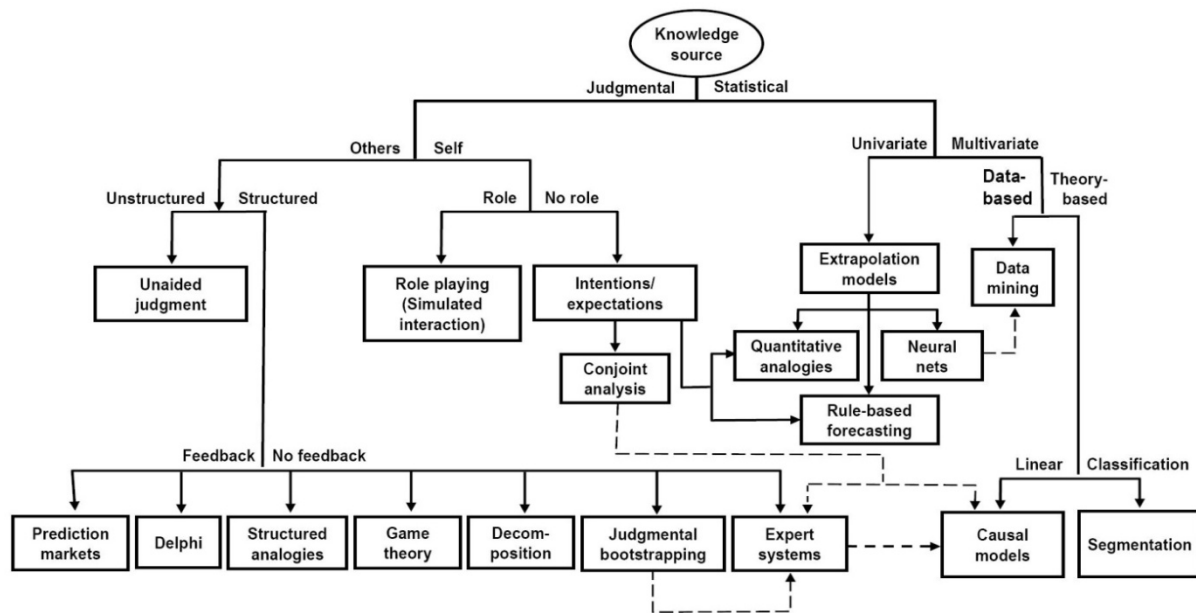 Knowledge
source
Judgmental Statistical
Others Self
Univariate Multivariate
Data-
based
Theory-
based
Unstructured Structured
Role No role
Unaided
judgment
Role playing
(Simulated
interaction)
Intentions/
expectations
Extrapolation
models
Data
mining
Conjoint
analysis
Quantitative
analogies
Neural
nets
Rule-based
forecasting
Feedback No feedback
Linear Classification
Prediction
markets
Delphi
Structured
analogies
Game
theory
Decom-
position
Judgmental
bootstrapping
Expert
systems
Causal
models
Segmentation